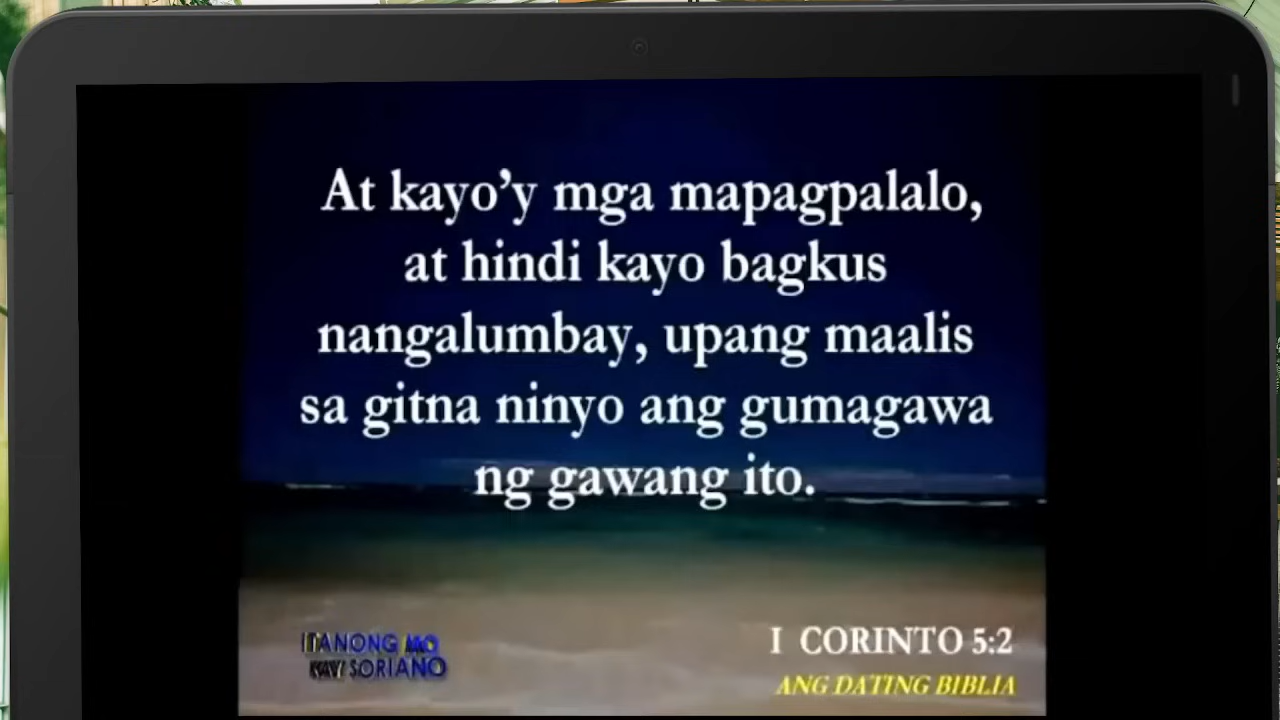 At kayo'y mga mapagpalalo,
at hindi kayo bagkus
nangalumbay, upang maalis
sa gitna ninyo ang gumagawa
ng gawang ito.
ITANONG MO
KAY SORIANO
I CORINTO 5:2
ANG DATING BIBLIA